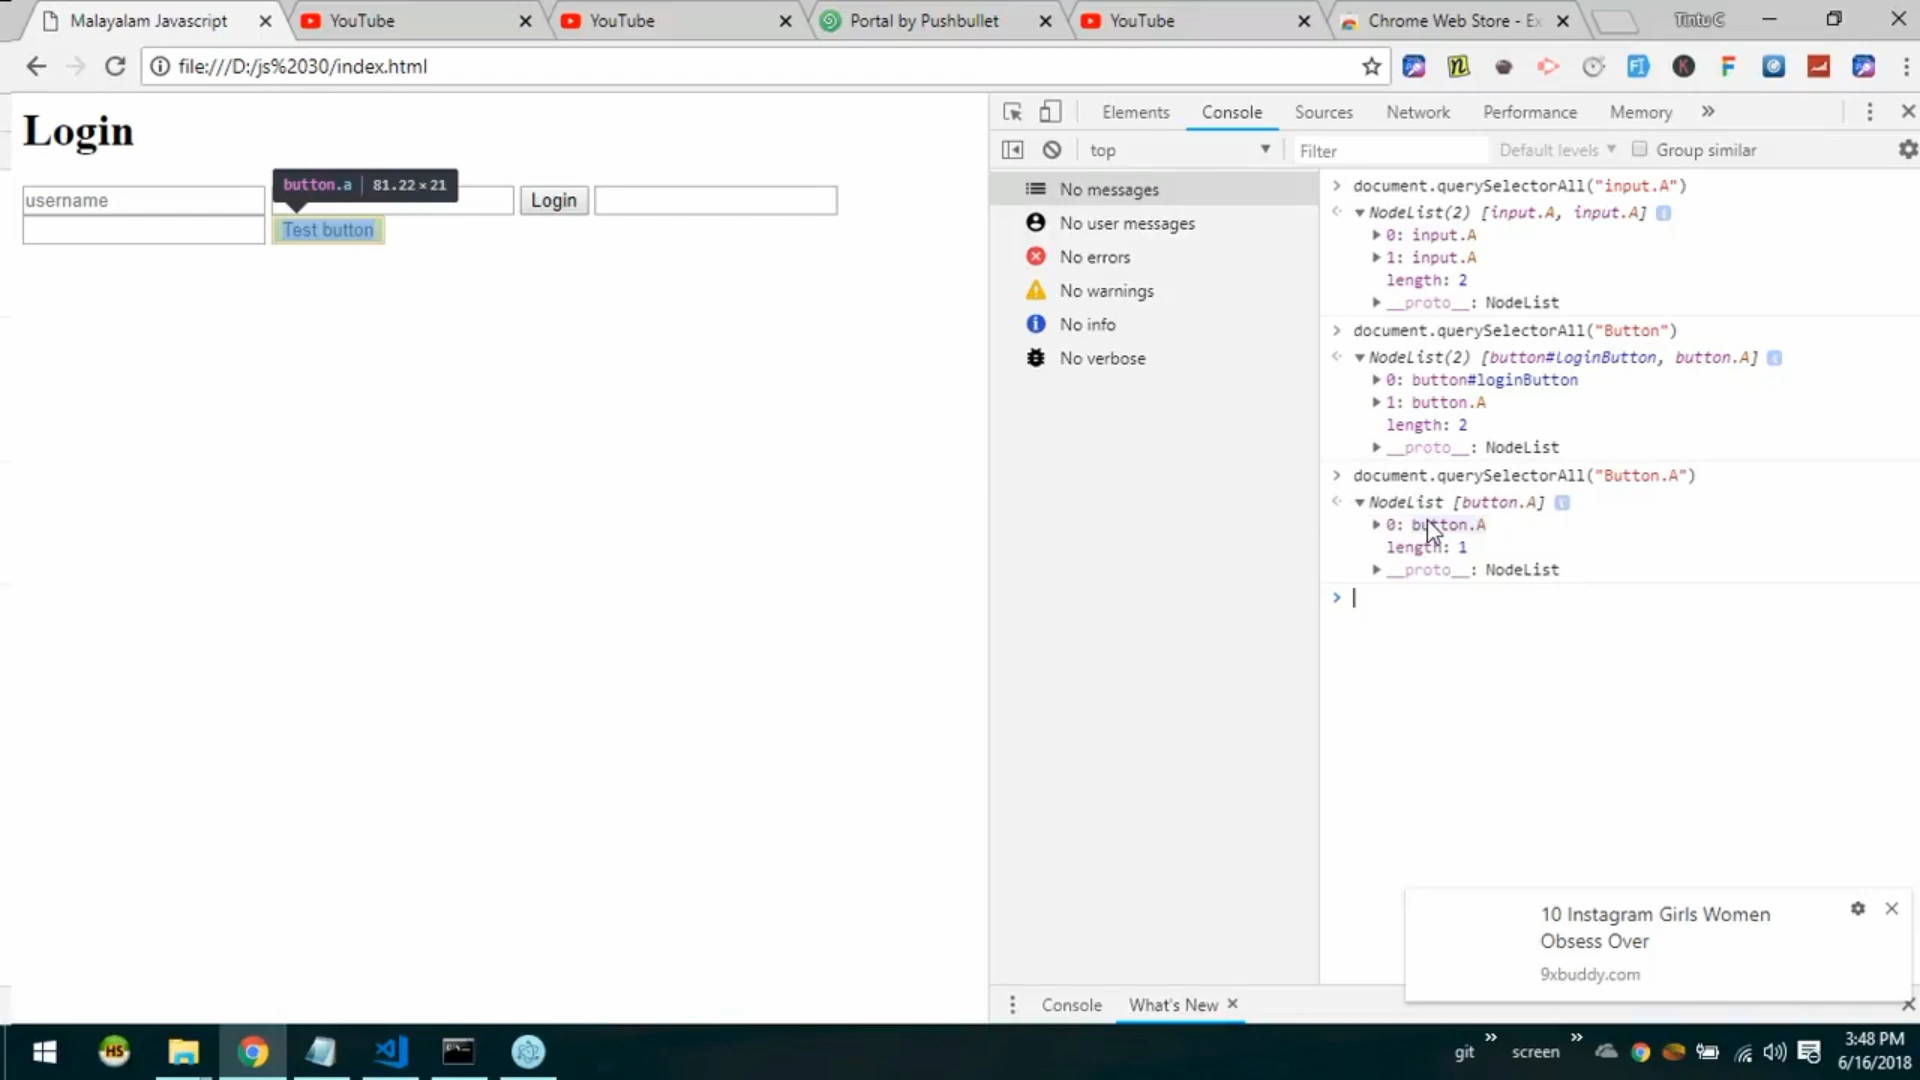 Malayalam Javascript
YouTube
YouTube
Portal by Pushbullet
YouTube
Chrome Web Store - Ex
Tintu C
file:///D:/js%2030/index.html
Login
username
button.a | 81.22×21
Login
Test button
Elements
Console
Sources
Network
Performance
Memory
top
Filter
Default levels
Group similar
No messages
No user messages
No errors
No warnings
No info
No verbose
document.querySelectorAll("input.A")
NodeList(2) [input.A, input.A]
0: input.A
1: input.A
length: 2
__proto__: NodeList
document.querySelectorAll("Button")
NodeList(2) [button#loginButton, button.A]
0: button#loginButton
1: button.A
length: 2
__proto__: NodeList
document.querySelectorAll("Button.A")
NodeList [button.A]
0: button.A
length: 1
__proto__: NodeList
10 Instagram Girls Women
Obsess Over
9xbuddy.com
Console
What's New
HS
git
screen
3:48 PM
6/16/2018